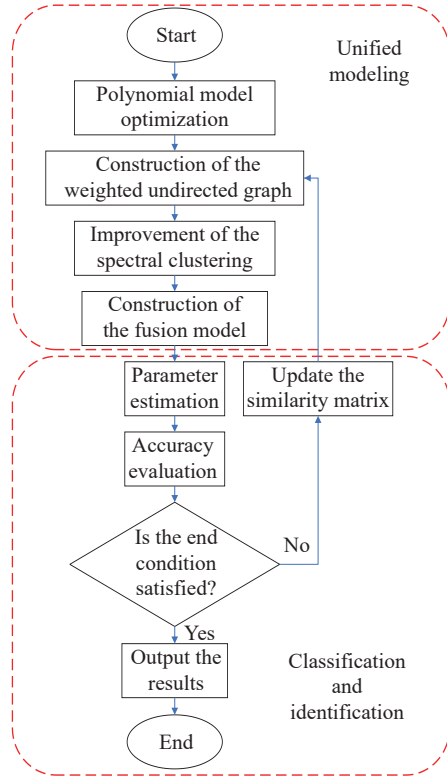 Start
Unified
modeling
Polynomial model
optimization
Construction of the
weighted undirected graph
Improvement of the
spectral clustering
Construction of
the fusion model
Parameter
estimation
Update the
similarity matrix
Accuracy
evaluation
Is the end
condition
satisfied?
No
Yes
Output the
results
Classification
and
identification
End